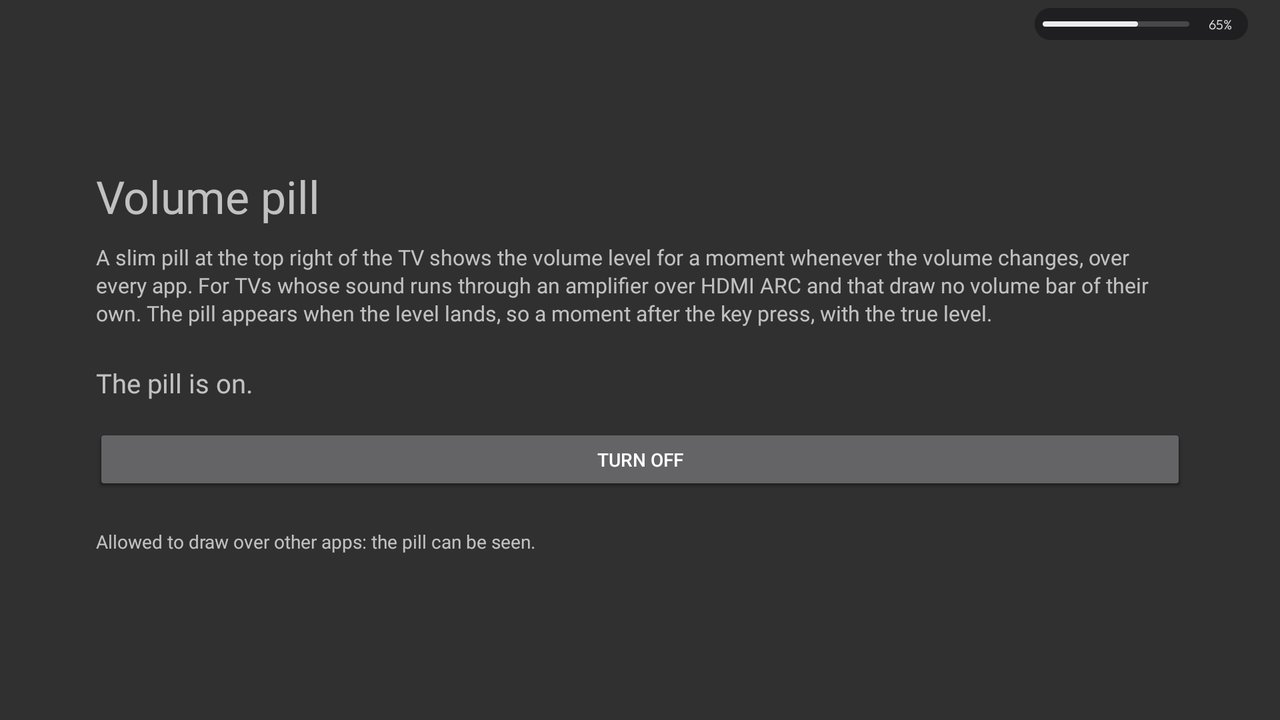 65%
Volume pill
A slim pill at the top right of the TV shows the volume level for a moment whenever the volume changes, over
every app. For TVs whose sound runs through an amplifier over HDMI ARC and that draw no volume bar of their
own. The pill appears when the level lands, so a moment after the key press, with the true level.
The pill is on.
TURN OFF
Allowed to draw over other apps: the pill can be seen.